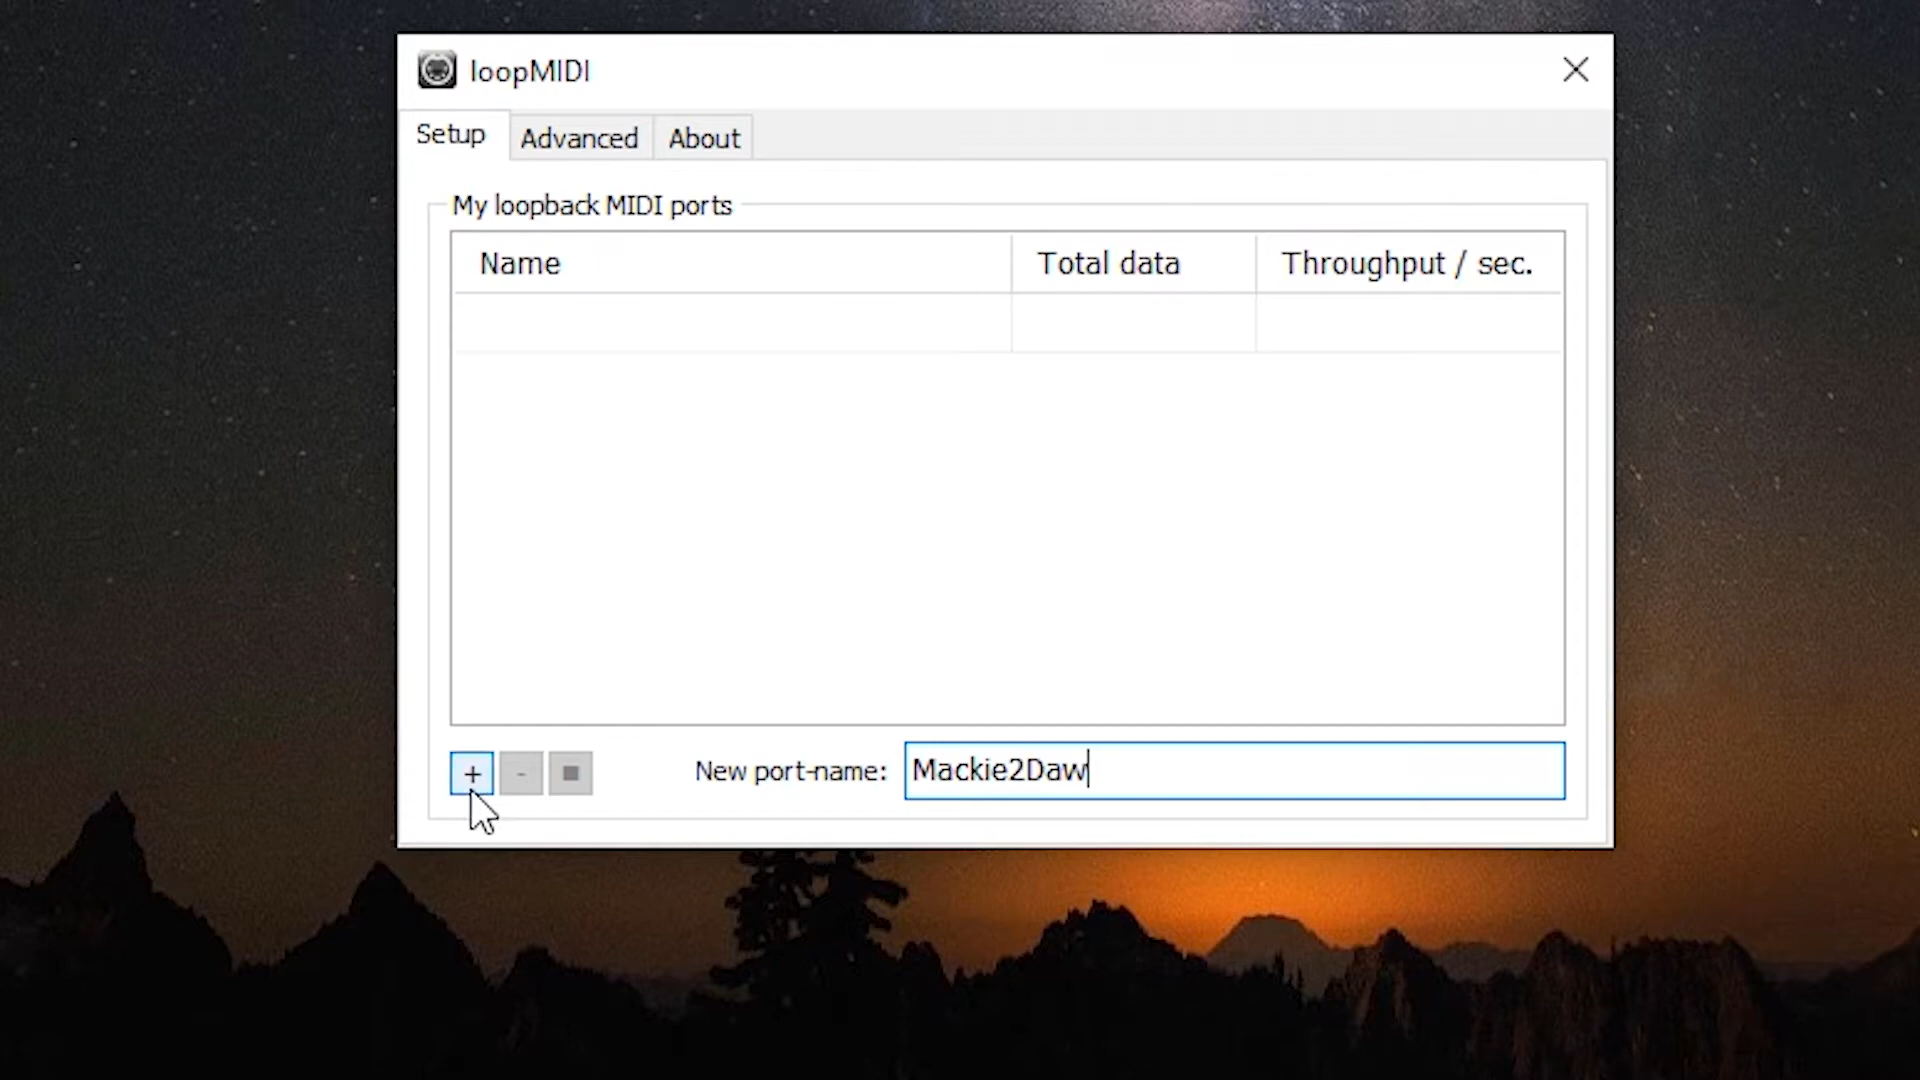 loopMIDI
Setup Advanced About
My loopback MIDI ports
Name Total data Throughput / sec.
+ - New port-name: Mackie2Daw